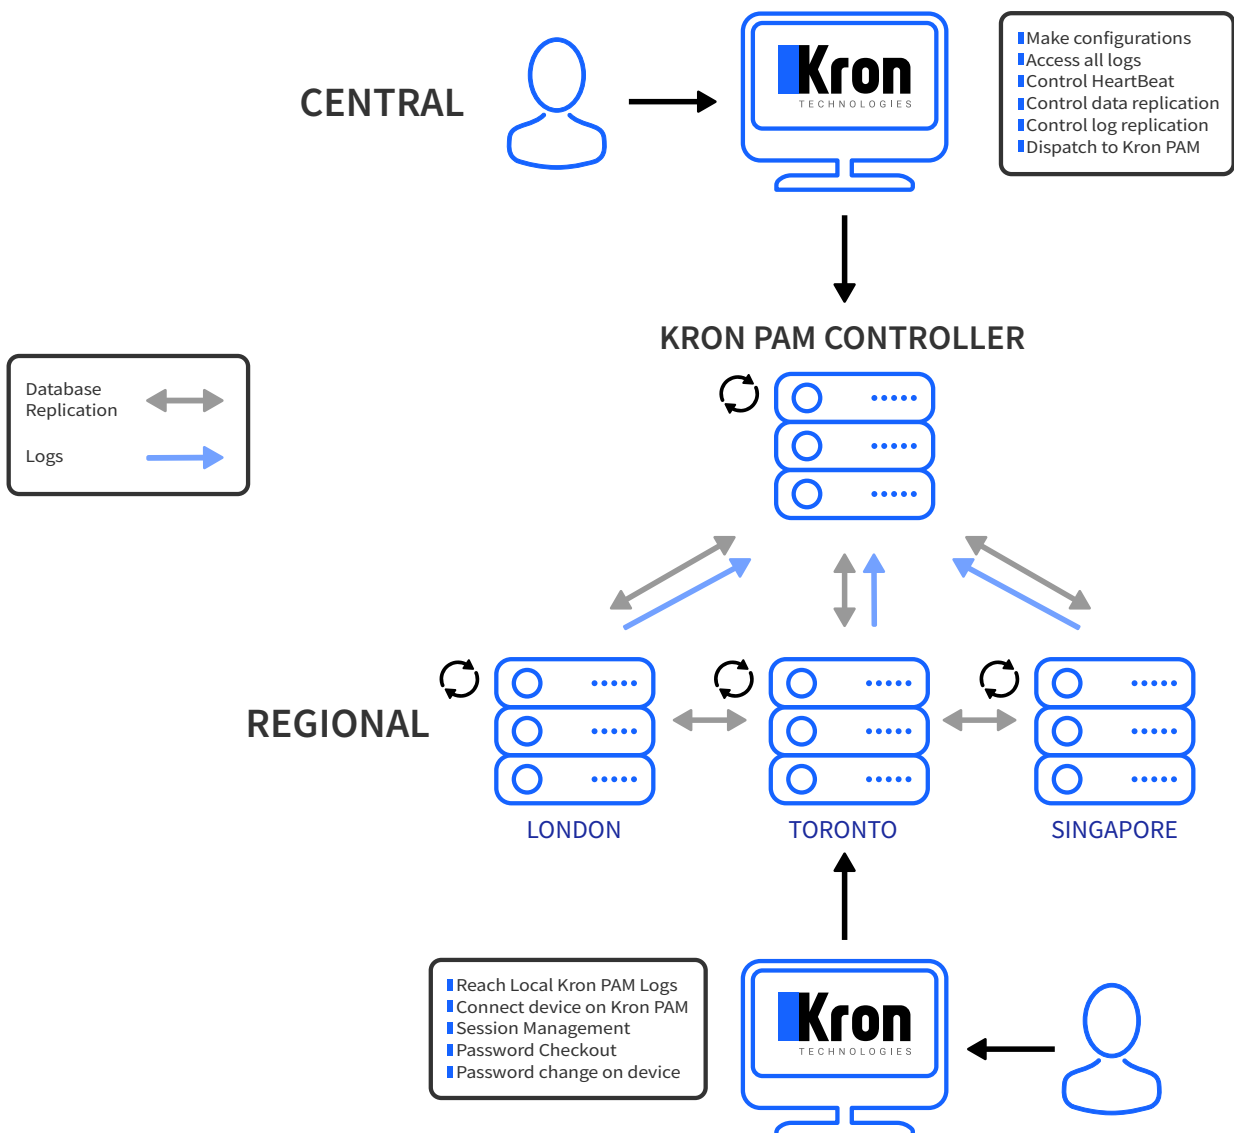 CENTRAL
Kron
TECHNOLOGIES
Make configurations
Access all logs
Control HeartBeat
Control data replication
Control log replication
Dispatch to Kron PAM
KRON PAM CONTROLLER
Database
Replication
Logs
REGIONAL
LONDON
TORONTO
SINGAPORE
Reach Local Kron PAM Logs
Connect device on Kron PAM
Session Management
Password Checkout
Password change on device
Kron
TECHNOLOGIES